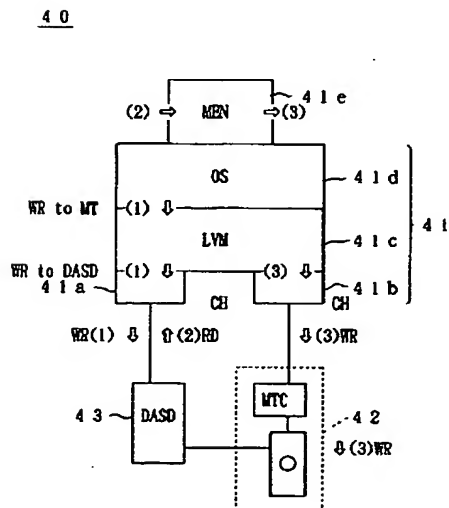 40
41e
(2) ⇨ MEN ⇨ (3)
OS
41d
WR to MT (1) ⇩
41
LVM
41c
WR to DASD (1) ⇩ (3) ⇩
41a
41b
CH CH
WR(1) ⇩ ⇧(2)RD ⇩(3)WR
MTC
42
43 DASD
⇩(3)WR